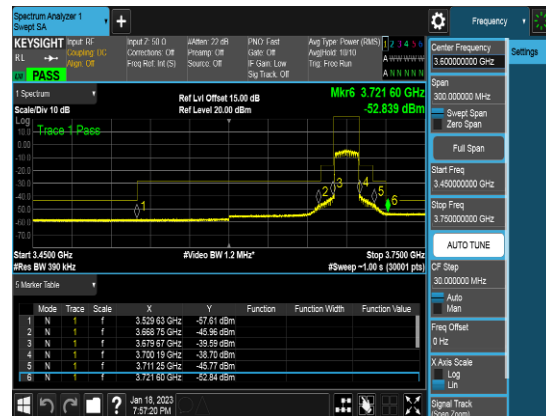 Spectrum Analyzer 1
Swept SA
Frequency
KEYSIGHT
RL
PASS
Input: RF
Coupling: DC
Align: Off
Input Z: 50 Ω
Corrections: Off
Freq Ref: Int (S)
#Atten: 22 dB
Preamp: Off
Source: Off
PNO: Fast
Gate: Off
IF Gain: Low
Sig Track: Off
Avg Type: Power (RMS)
Avg|Hold: 10/10
Trig: Free Run
1 2 3 4 5 6
A W W W W W
A N N N N N
1 Spectrum
Scale/Div 10 dB
Ref Lvl Offset 15.00 dB
Ref Level 20.00 dBm
Mkr6 3.721 60 GHz
-52.839 dBm
Log
Trace 1 Pass
10.0
0.00
-10.0
-20.0
-30.0
-40.0
-50.0
-60.0
-70.0
1
2
3
4
5
6
Start 3.4500 GHz
#Res BW 390 kHz
#Video BW 1.2 MHz*
Stop 3.7500 GHz
#Sweep ~1.00 s (30001 pts)
5 Marker Table
Mode Trace Scale X Y Function Function Width Function Value
1 N 1 f 3.529 63 GHz -57.61 dBm
2 N 1 f 3.668 75 GHz -45.96 dBm
3 N 1 f 3.679 67 GHz -39.59 dBm
4 N 1 f 3.700 19 GHz -38.70 dBm
5 N 1 f 3.711 25 GHz -45.77 dBm
6 N 1 f 3.721 60 GHz -52.84 dBm
Jan 18, 2023
7:57:20 PM
Center Frequency
3.600000000 GHz
Settings
Span
300.000000 MHz
Swept Span
Zero Span
Full Span
Start Freq
3.450000000 GHz
Stop Freq
3.750000000 GHz
AUTO TUNE
CF Step
30.000000 MHz
Auto
Man
Freq Offset
0 Hz
X Axis Scale
Log
Lin
Signal Track
(Span Zoom)